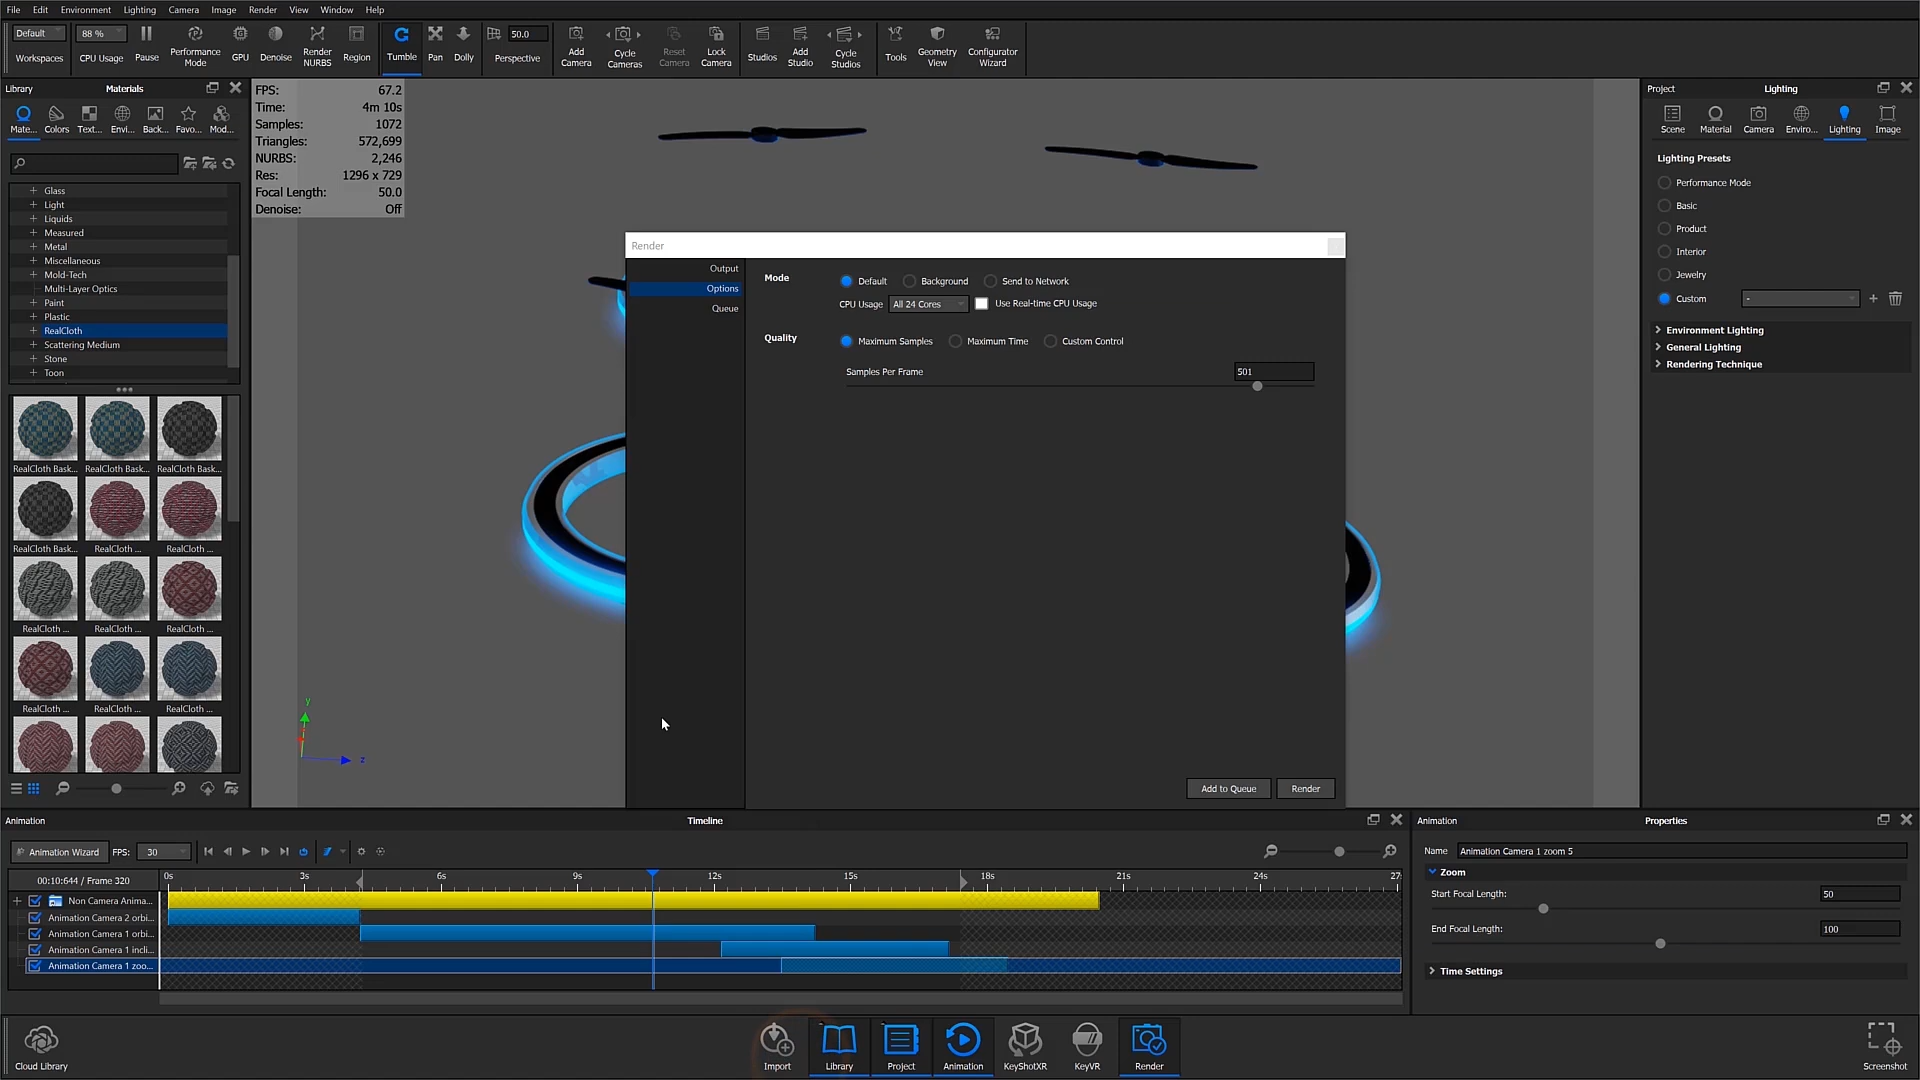 File Edit Environment Lighting Camera Image Render View Window Help
Default 88 % 50.0
Workspaces CPU Usage Pause Performance Mode GPU Denoise Render NURBS Region Tumble Pan Dolly Perspective Add Camera Cycle Cameras Reset Camera Lock Camera Studios Add Studio Cycle Studios Tools Geometry View Configurator Wizard
Library Materials
Mate... Colors Text... Envi... Back... Favo... Mod...
Glass
Light
Liquids
Measured
Metal
Miscellaneous
Mold-Tech
Multi-Layer Optics
Paint
Plastic
RealCloth
Scattering Medium
Stone
Toon
RealCloth Bask... RealCloth Bask... RealCloth Bask...
RealCloth Bask... RealCloth ... RealCloth ...
RealCloth ... RealCloth ... RealCloth ...
RealCloth ... RealCloth ... RealCloth ...
FPS: 67.2
Time: 4m 10s
Samples: 1072
Triangles: 572,699
NURBS: 2,246
Res: 1296 x 729
Focal Length: 50.0
Denoise: Off
y
z
Render
Output
Options
Queue
Mode Default Background Send to Network
CPU Usage All 24 Cores Use Real-time CPU Usage
Quality Maximum Samples Maximum Time Custom Control
Samples Per Frame 501
Add to Queue Render
Project Lighting
Scene Material Camera Enviro... Lighting Image
Lighting Presets
Performance Mode
Basic
Product
Interior
Jewelry
Custom -
Environment Lighting
General Lighting
Rendering Technique
Animation Timeline
Animation Wizard FPS: 30
00:10:644 / Frame 320 0s 3s 6s 9s 12s 15s 18s 21s 24s 27
Non Camera Anima...
Animation Camera 2 orbi...
Animation Camera 1 orbi...
Animation Camera 1 incli...
Animation Camera 1 zoo...
Animation Properties
Name Animation Camera 1 zoom 5
Zoom
Start Focal Length: 50
End Focal Length: 100
Time Settings
Cloud Library Import Library Project Animation KeyShotXR KeyVR Render Screenshot